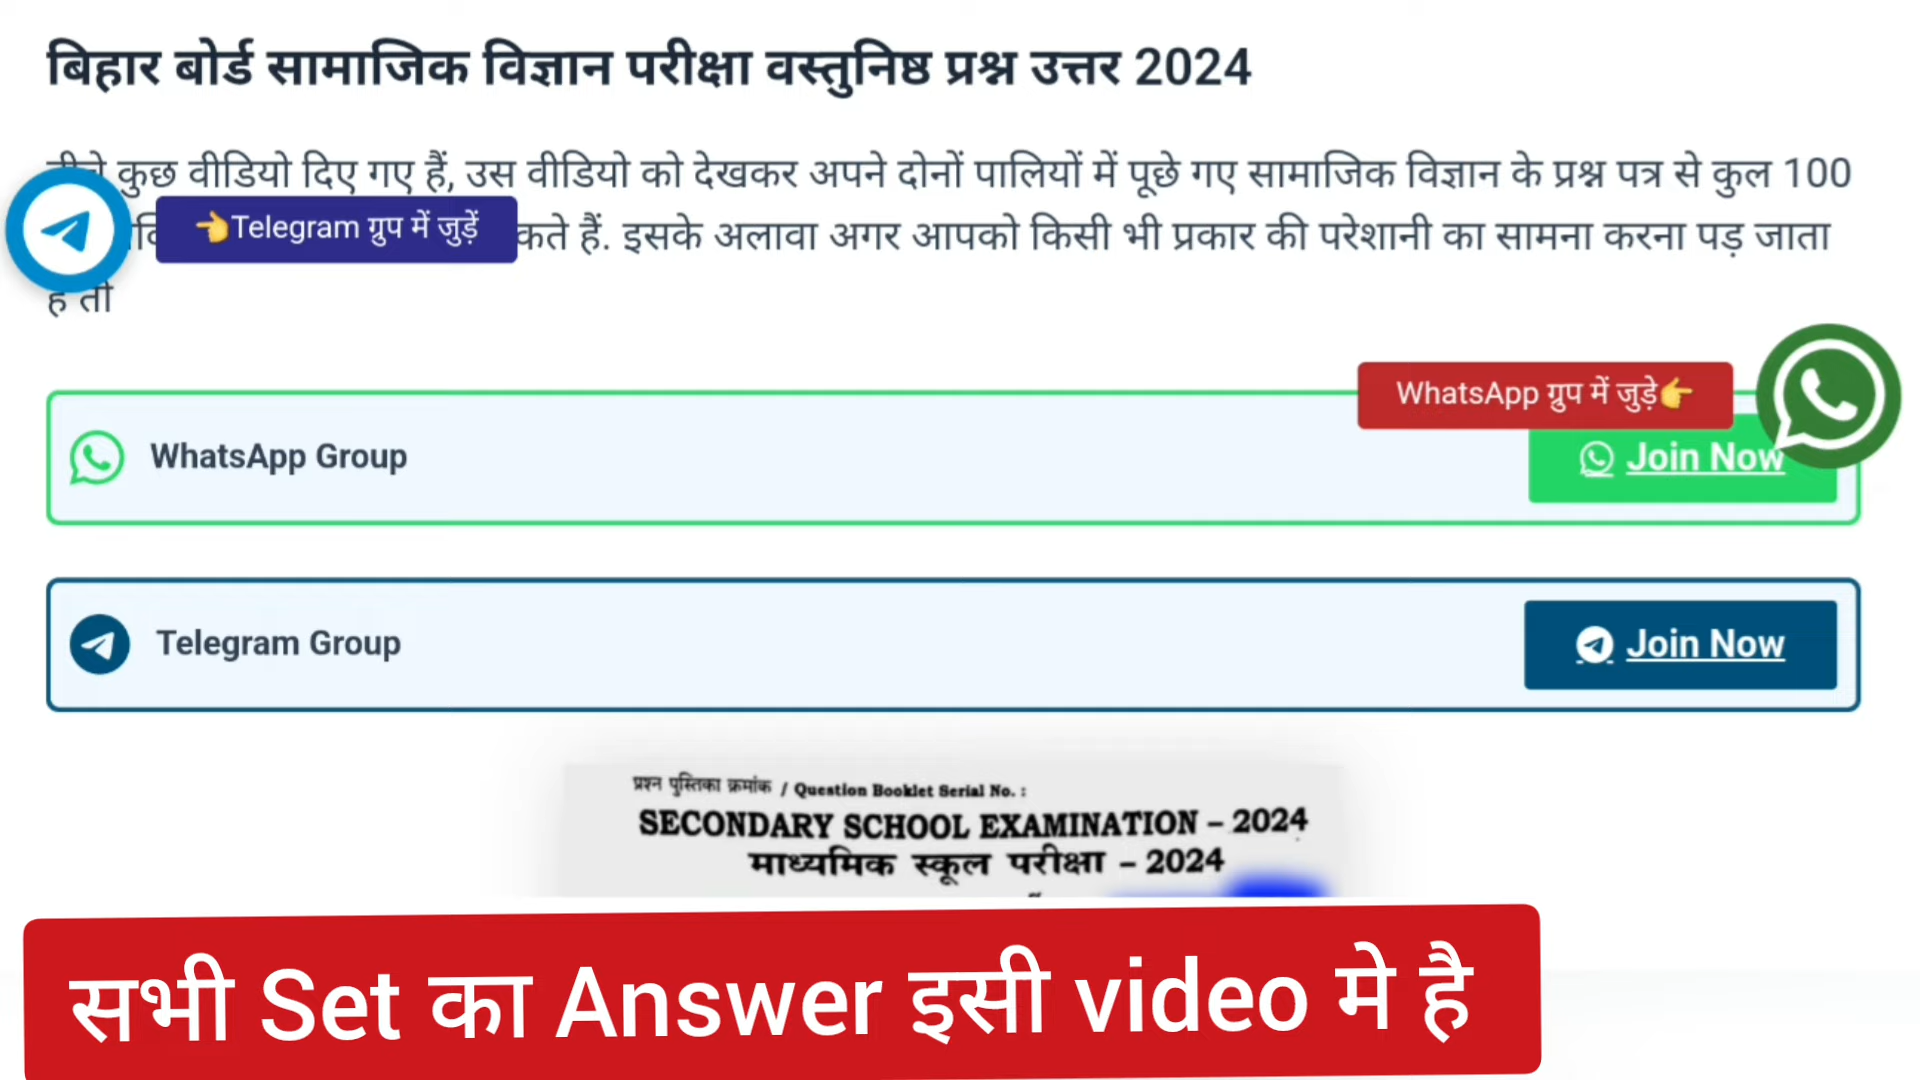 बिहार बोर्ड सामाजिक विज्ञान परीक्षा वस्तुनिष्ठ प्रश्न उत्तर 2024
कुछ वीडियो दिए गए हैं, उस वीडियो को देखकर अपने दोनों पालियों में पूछे गए सामाजिक विज्ञान के प्रश्न पत्र से कुल 100
👈Telegram ग्रुप में जुड़ें
कते हैं. इसके अलावा अगर आपको किसी भी प्रकार की परेशानी का सामना करना पड़ जाता
है तो
WhatsApp ग्रुप में जुड़े👉
WhatsApp Group
Join Now
Telegram Group
Join Now
प्रश्न पुस्तिका क्रमांक / Question Booklet Serial No. :
SECONDARY SCHOOL EXAMINATION – 2024
माध्यमिक स्कूल परीक्षा – 2024
सभी Set का Answer इसी video मे है